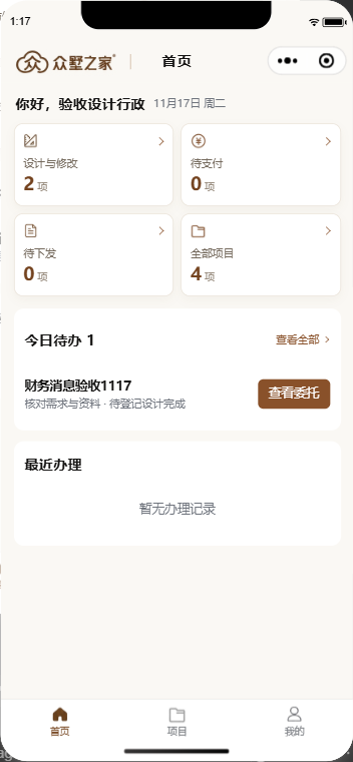 1:17
众墅之家
首页
你好，验收设计行政 11月17日 周二
设计与修改
2 项
待支付
0 项
待下发
0 项
全部项目
4 项
今日待办 1
查看全部
财务消息验收1117
核对需求与资料 · 待登记设计完成
查看委托
最近办理
暂无办理记录
首页
项目
我的